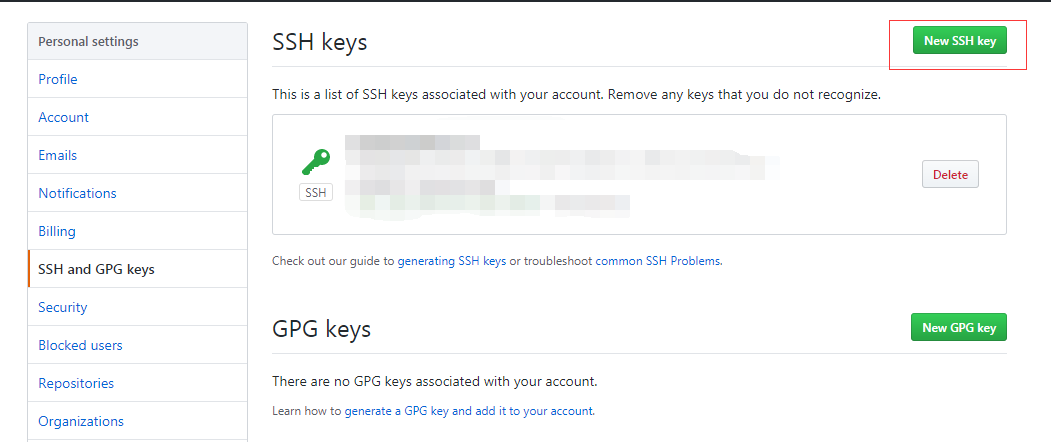 Personal settings
Profile
Account
Emails
Notifications
Billing
SSH and GPG keys
Security
Blocked users
Repositories
Organizations
SSH keys
New SSH key
This is a list of SSH keys associated with your account. Remove any keys that you do not recognize.
SSH
Delete
Check out our guide to generating SSH keys or troubleshoot common SSH Problems.
GPG keys
New GPG key
There are no GPG keys associated with your account.
Learn how to generate a GPG key and add it to your account.